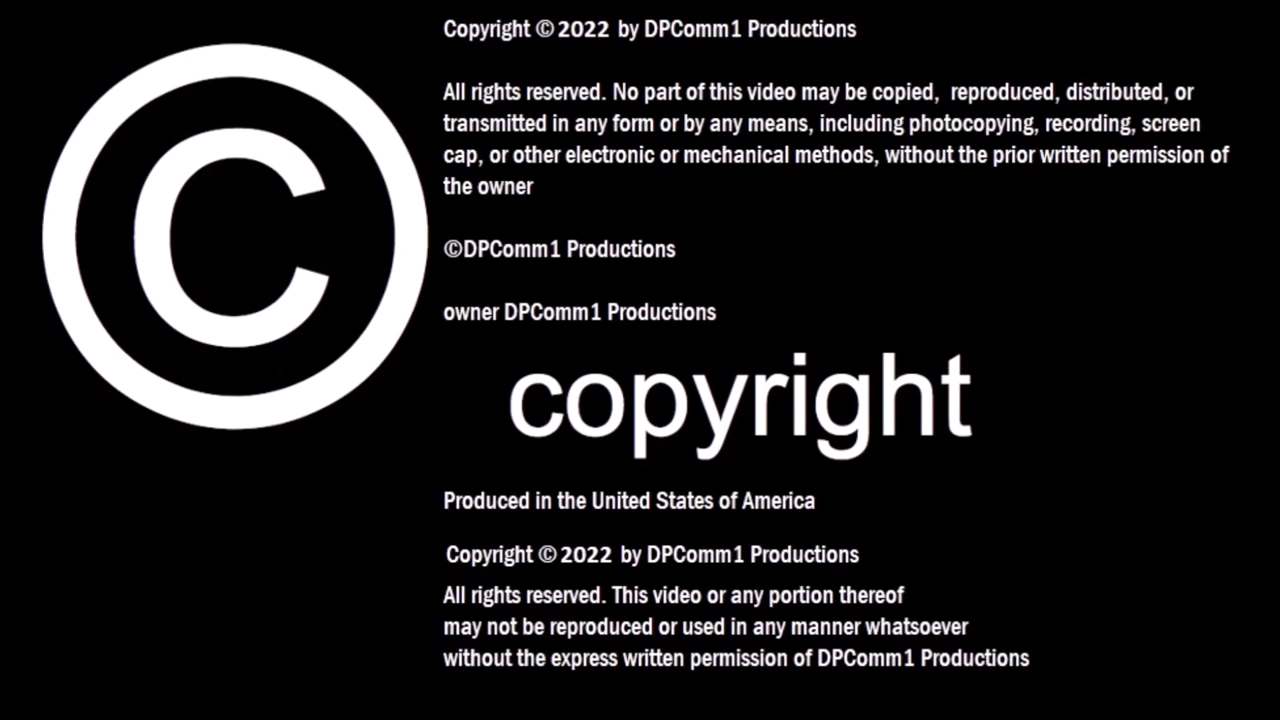 Copyright © 2022 by DPComm1 Productions
All rights reserved. No part of this video may be copied, reproduced, distributed, or
transmitted in any form or by any means, including photocopying, recording, screen
cap, or other electronic or mechanical methods, without the prior written permission of
the owner
©DPComm1 Productions
owner DPComm1 Productions
©
copyright
Produced in the United States of America
Copyright © 2022 by DPComm1 Productions
All rights reserved. This video or any portion thereof
may not be reproduced or used in any manner whatsoever
without the express written permission of DPComm1 Productions